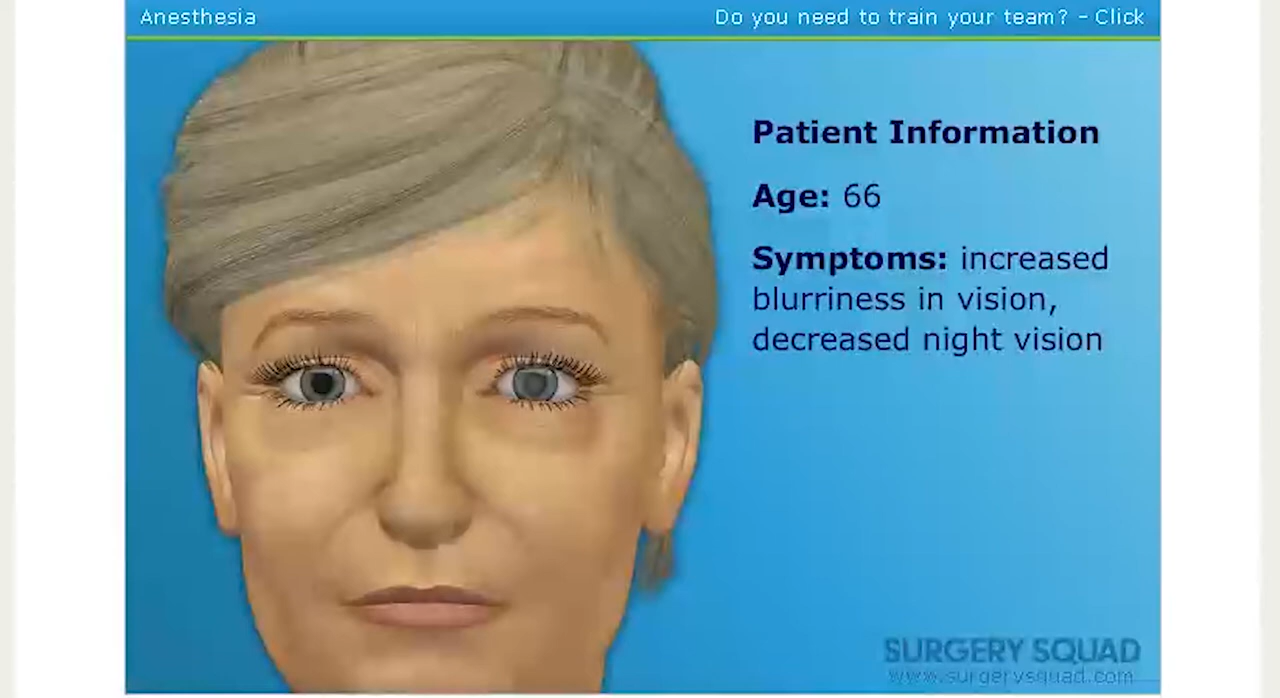 Anesthesia
Do you need to train your team? - Click
Patient Information
Age: 66
Symptoms: increased
blurriness in vision,
decreased night vision
SURGERY SQUAD
www.surgerysquad.com